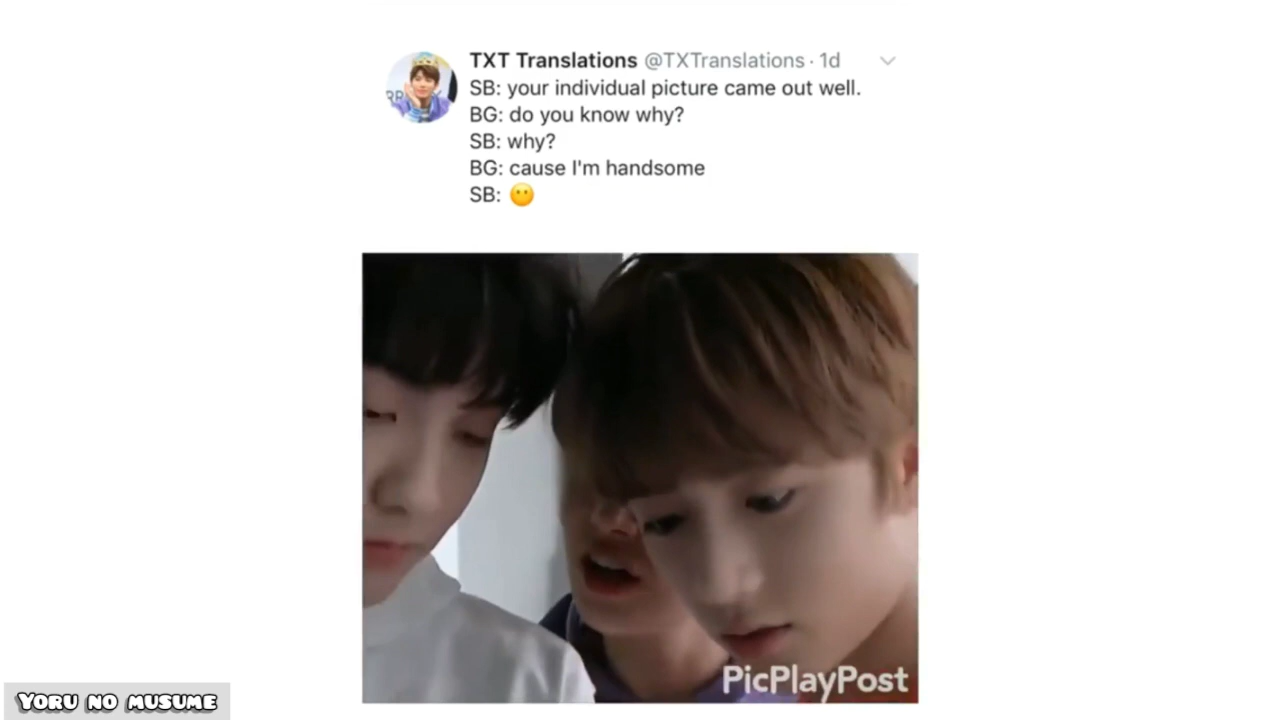 TXT Translations @TXTranslations · 1d
SB: your individual picture came out well.
BG: do you know why?
SB: why?
BG: cause I'm handsome
SB: 😶
PicPlayPost
YORU NO MUSUME